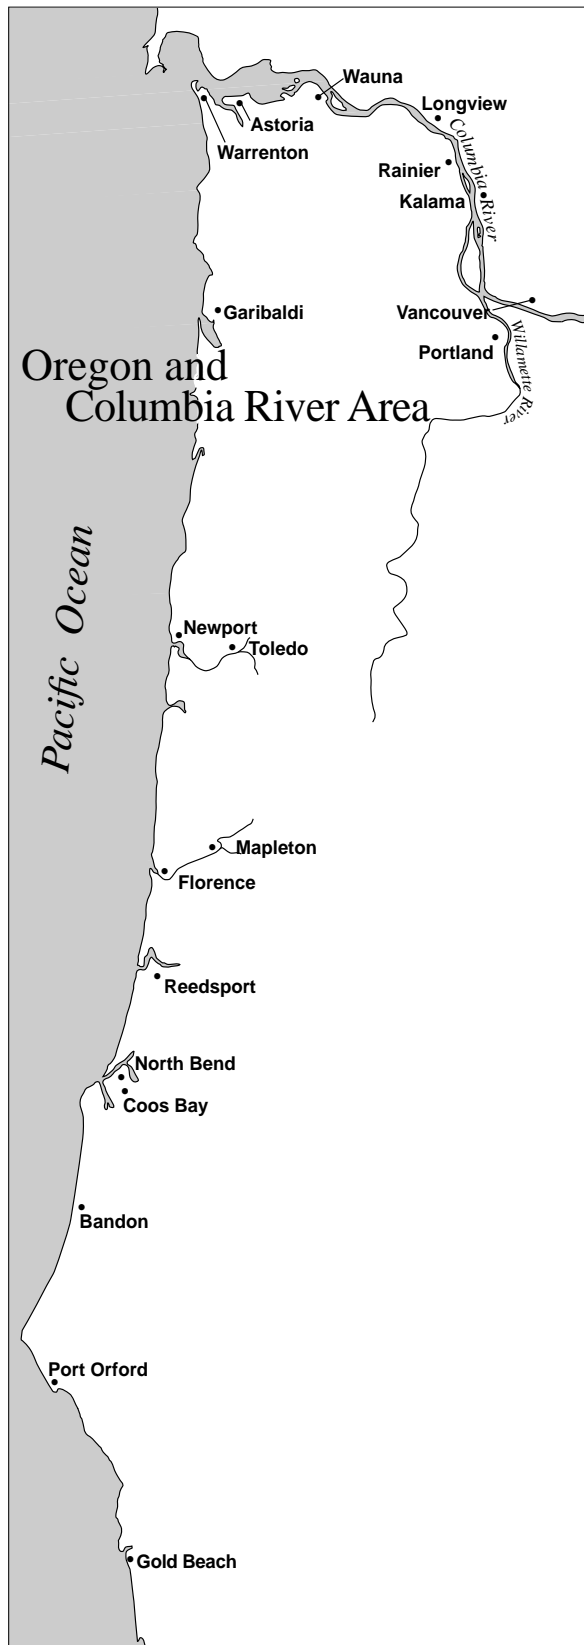 Wauna
Longview
Astoria
Warrenton
Columbia River
Rainier
Kalama
Garibaldi
Vancouver
Portland
Willamette River
Oregon and
Columbia River Area
Pacific Ocean
Newport
Toledo
Mapleton
Florence
Reedsport
North Bend
Coos Bay
Bandon
Port Orford
Gold Beach